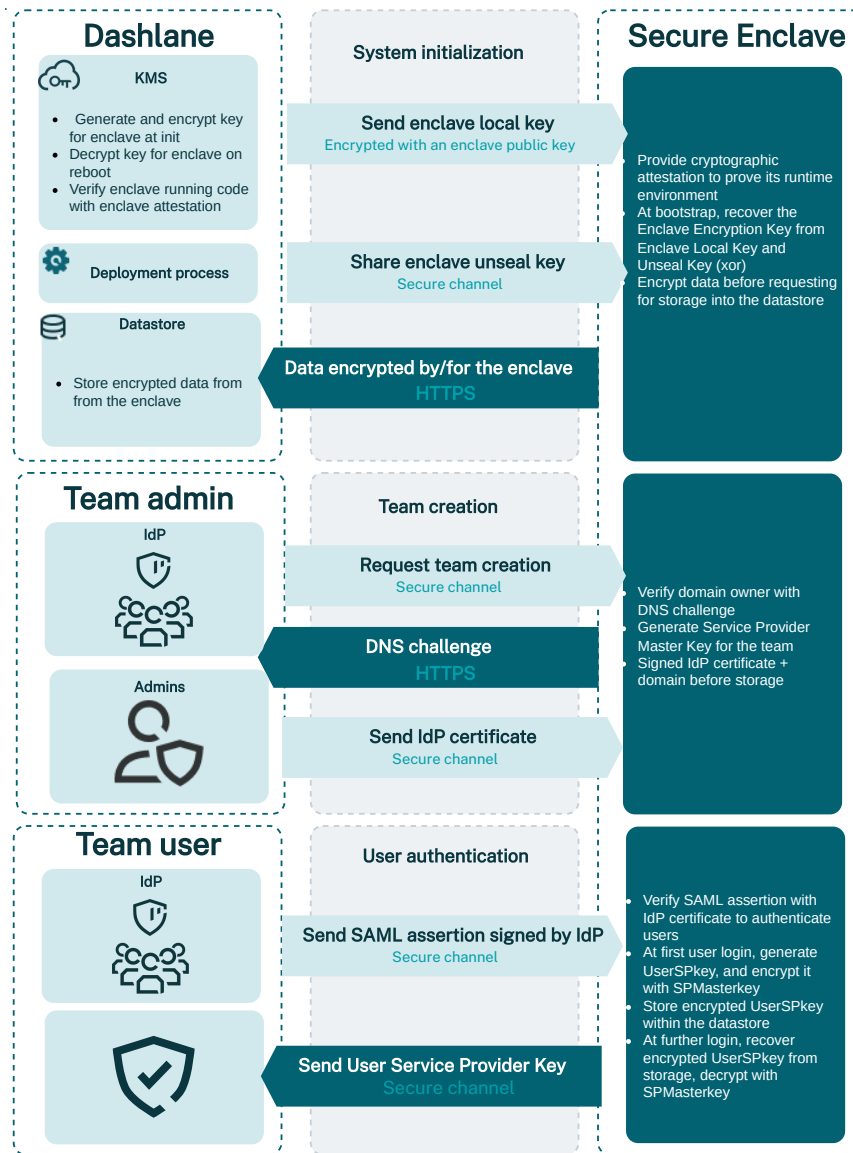 Dashlane
System initialization
Secure Enclave
KMS
• Generate and encrypt key
for enclave at init
• Decrypt key for enclave on
reboot
• Verify enclave running code
with enclave attestation
Send enclave local key
Encrypted with an enclave public key
• Provide cryptographic
attestation to prove its runtime
environment
• At bootstrap, recover the
Enclave Encryption Key from
Enclave Local Key and
Unseal Key (xor)
• Encrypt data before requesting
for storage into the datastore
Deployment process
Share enclave unseal key
Secure channel
Datastore
• Store encrypted data from
from the enclave
Data encrypted by/for the enclave
HTTPS
Team admin
Team creation
IdP
Request team creation
Secure channel
• Verify domain owner with
DNS challenge
• Generate Service Provider
Master Key for the team
• Signed IdP certificate +
domain before storage
DNS challenge
HTTPS
Admins
Send IdP certificate
Secure channel
Team user
User authentication
IdP
Send SAML assertion signed by IdP
Secure channel
• Verify SAML assertion with
IdP certificate to authenticate
users
• At first user login, generate
UserSPkey, and encrypt it
with SPMasterkey
• Store encrypted UserSPkey
within the datastore
• At further login, recover
encrypted UserSPkey from
storage, decrypt with
SPMasterkey
Send User Service Provider Key
Secure channel